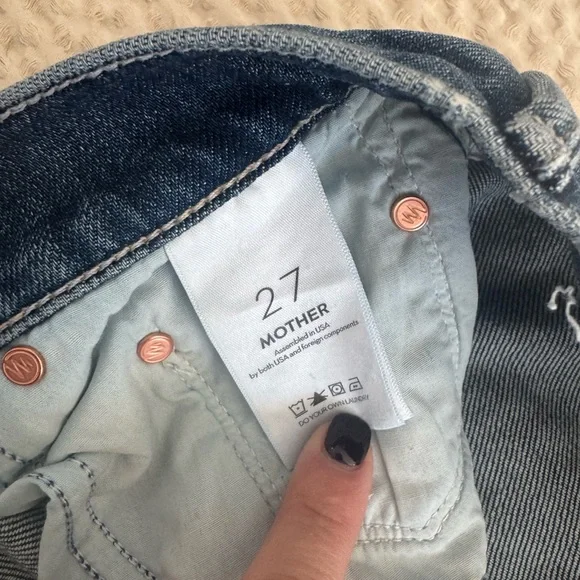 27
MOTHER
Assembled in USA
by both USA and foreign components
DO YOUR OWN LAUNDRY